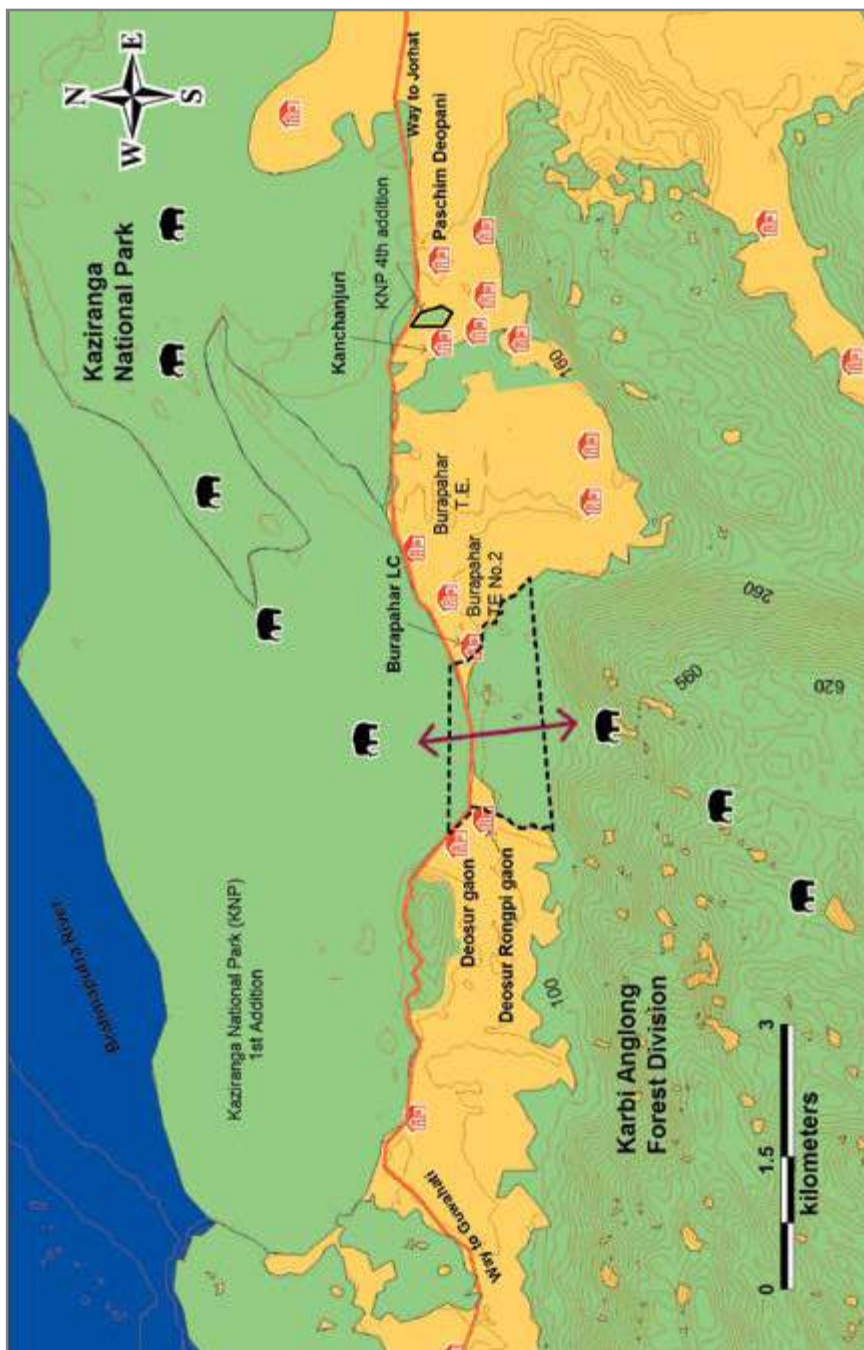 N
E
S
W
Kaziranga
National Park
Brahmaputra River
Kaziranga National Park (KNP)
1st Addition
Way to Jorhat
KNP 4th addition
Paschim Deopani
Kanchanjuri
Burapahar
T.E.
Burapahar LC
Burapahar
TE No.2
Deosur gaon
Deosur Rongpi gaon
Way to Guwahati
160
260
560
620
100
Karbi Anglong
Forest Division
0
1.5
3
kilometers